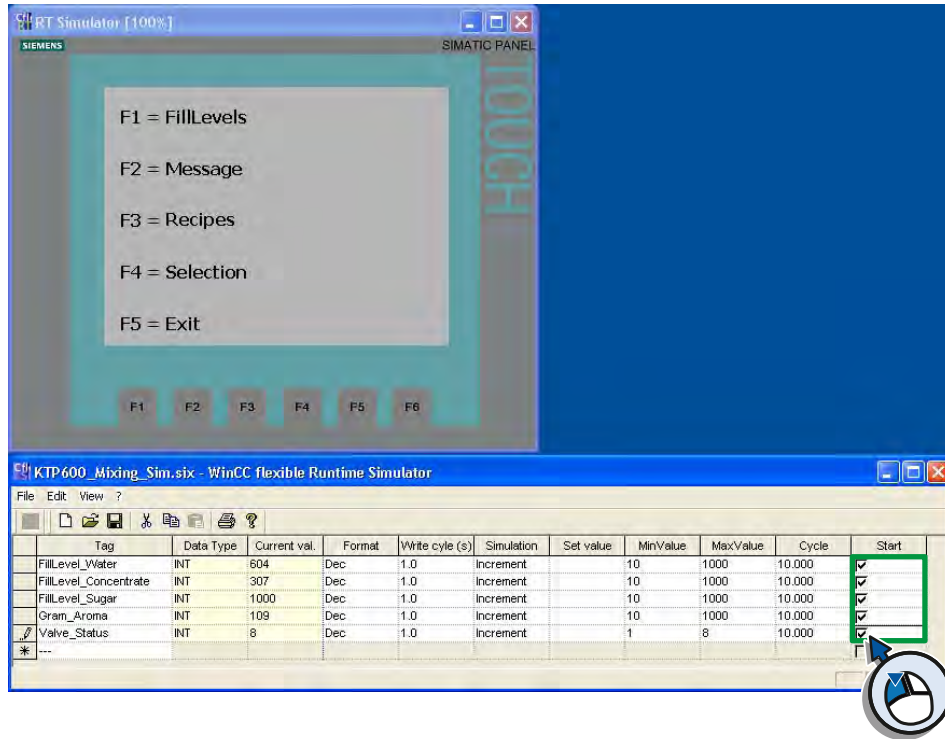 RT Simulator [100%]
SIEMENS
SIMATIC PANEL
TOUCH
F1 = FillLevels
F2 = Message
F3 = Recipes
F4 = Selection
F5 = Exit
F1 F2 F3 F4 F5 F6
KTP600_Mixing_Sim.six - WinCC flexible Runtime Simulator
File Edit View ?
Tag Data Type Current val. Format Write cyle (s) Simulation Set value MinValue MaxValue Cycle Start
FillLevel_Water INT 604 Dec 1.0 Increment 10 1000 10.000
FillLevel_Concentrate INT 307 Dec 1.0 Increment 10 1000 10.000
FillLevel_Sugar INT 1000 Dec 1.0 Increment 10 1000 10.000
Gram_Aroma INT 109 Dec 1.0 Increment 10 1000 10.000
Valve_Status INT 8 Dec 1.0 Increment 1 8 10.000
* ---